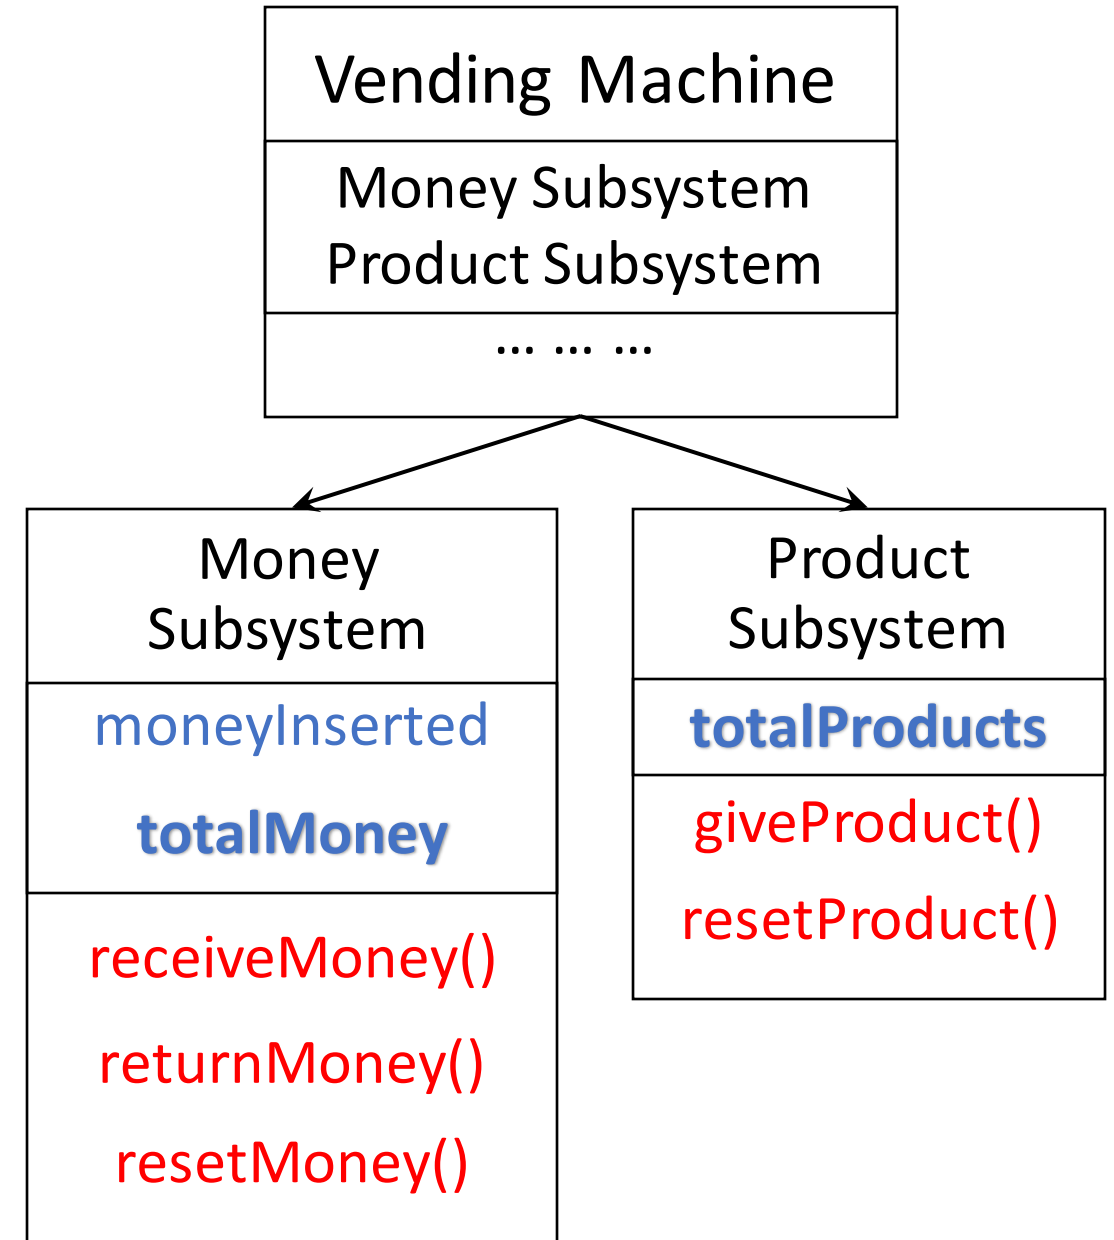 Vending Machine
Money Subsystem
Product Subsystem
... ... ...
Money
Subsystem
moneyInserted
totalMoney
receiveMoney()
returnMoney()
resetMoney()
Product
Subsystem
totalProducts
giveProduct()
resetProduct()